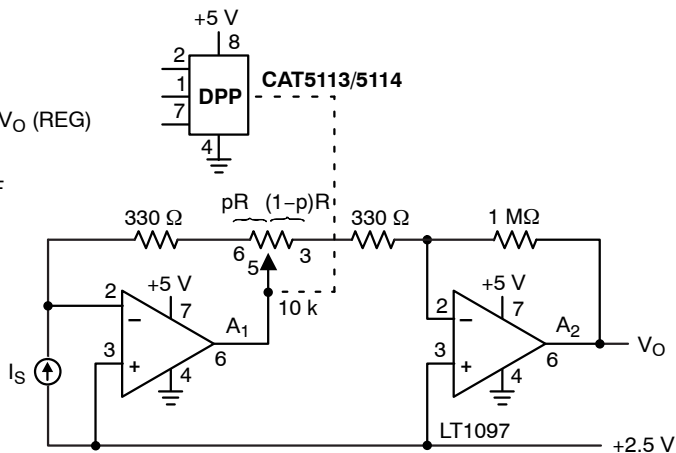 +5 V
8
2
1
7
4
DPP
CAT5113/5114
V_O (REG)
F
330 Ω
pR (1−p)R
330 Ω
1 MΩ
6
5
3
10 k
+5 V
2
7
−
A1
3
6
+
4
I_S
+5 V
2
7
−
A2
3
6
+
4
V_O
LT1097
+2.5 V